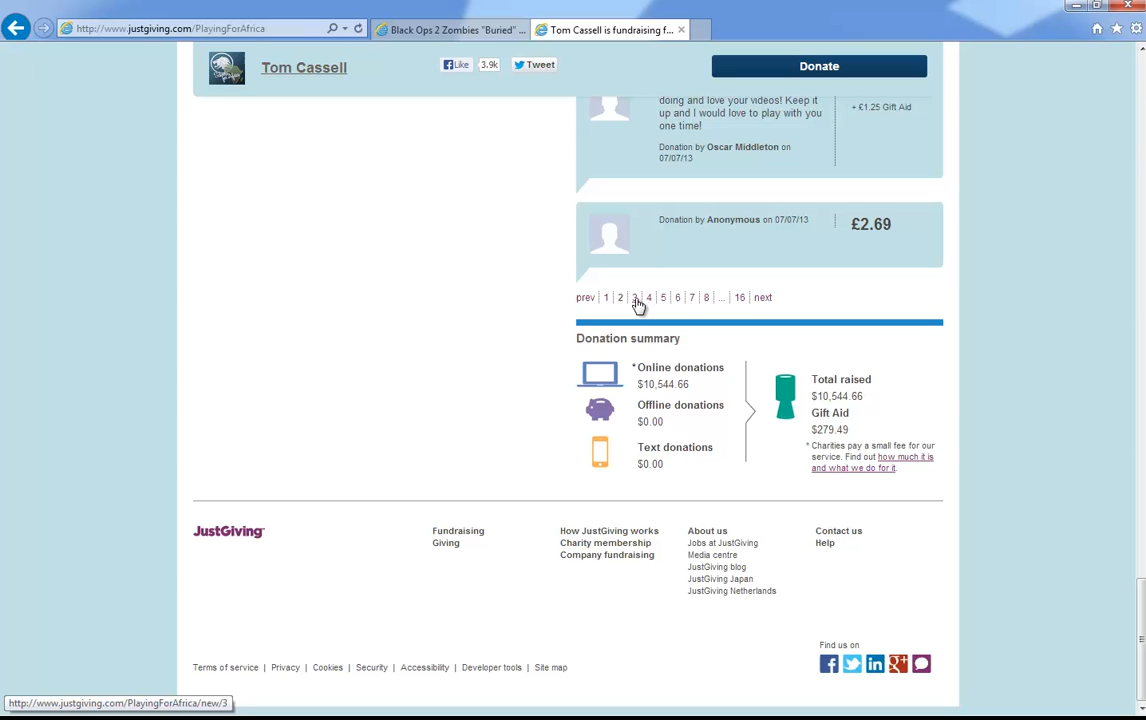 http://www.justgiving.com/PlayingForAfrica
Black Ops 2 Zombies "Buried" ...
Tom Cassell is fundraising f...
Tom Cassell
Like
3.9k
Tweet
Donate
doing and love your videos! Keep it
up and I would love to play with you
one time!
+ £1.25 Gift Aid
Donation by Oscar Middleton on
07/07/13
Donation by Anonymous on 07/07/13
£2.69
prev | 1 | 2 | 3 | 4 | 5 | 6 | 7 | 8 | ... | 16 | next
Donation summary
* Online donations
$10,544.66
Offline donations
$0.00
Text donations
$0.00
Total raised
$10,544.66
Gift Aid
$279.49
* Charities pay a small fee for our
service. Find out how much it is
and what we do for it.
JustGiving™
Fundraising
Giving
How JustGiving works
Charity membership
Company fundraising
About us
Jobs at JustGiving
Media centre
JustGiving blog
JustGiving Japan
JustGiving Netherlands
Contact us
Help
Find us on
Terms of service | Privacy | Cookies | Security | Accessibility | Developer tools | Site map
http://www.justgiving.com/PlayingForAfrica/new/3